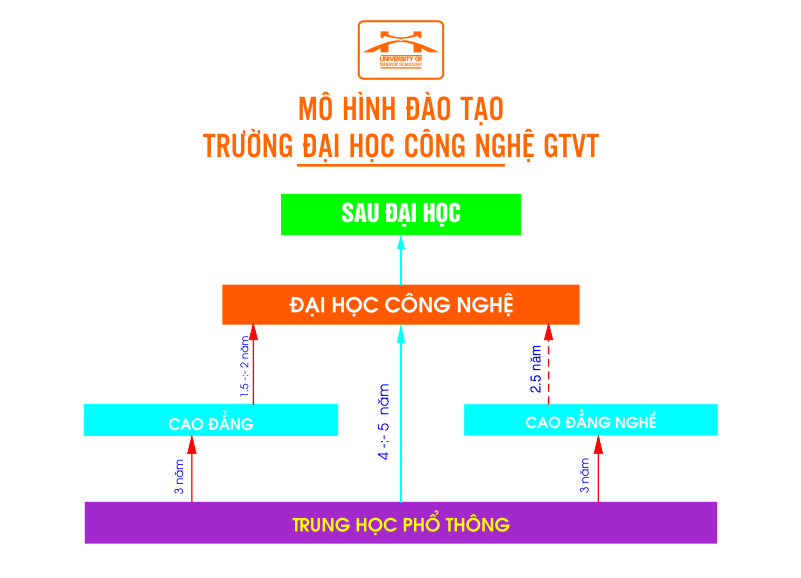 UNIVERSITY OF
TRANSPORT TECHNOLOGY
MÔ HÌNH ĐÀO TẠO
TRƯỜNG ĐẠI HỌC CÔNG NGHỆ GTVT
SAU ĐẠI HỌC
ĐẠI HỌC CÔNG NGHỆ
1.5 -:- 2 năm
4 -:- 5 năm
2.5 năm
CAO ĐẲNG
CAO ĐẲNG NGHỀ
3 năm
3 năm
TRUNG HỌC PHỔ THÔNG